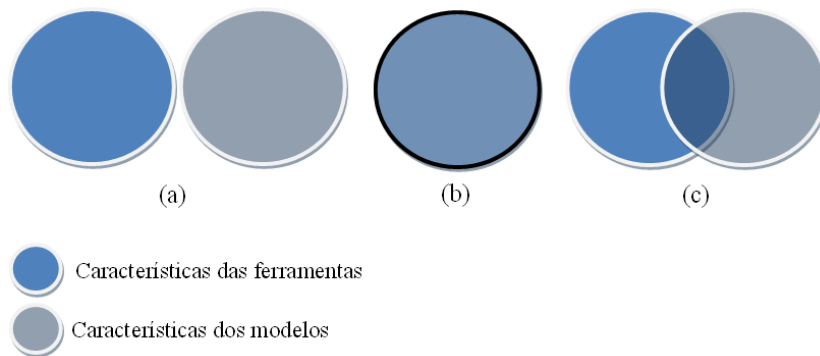 (a) (b) (c)
Características das ferramentas
Características dos modelos